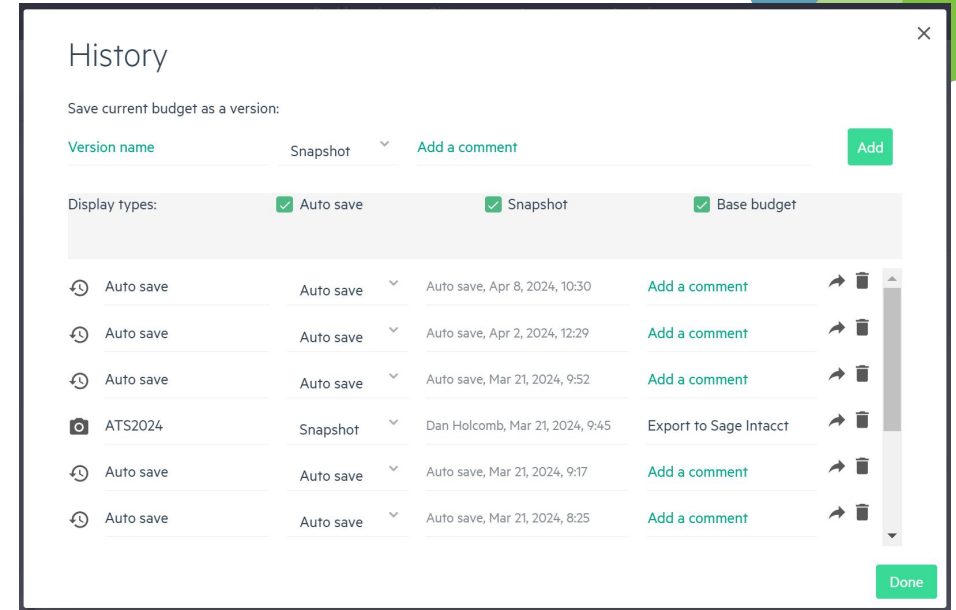 History
Save current budget as a version:
Version name Snapshot Add a comment Add
Display types: Auto save Snapshot Base budget
Auto save Auto save Auto save, Apr 8, 2024, 10:30 Add a comment
Auto save Auto save Auto save, Apr 2, 2024, 12:29 Add a comment
Auto save Auto save Auto save, Mar 21, 2024, 9:52 Add a comment
ATS2024 Snapshot Dan Holcomb, Mar 21, 2024, 9:45 Export to Sage Intacct
Auto save Auto save Auto save, Mar 21, 2024, 9:17 Add a comment
Auto save Auto save Auto save, Mar 21, 2024, 8:25 Add a comment
Done